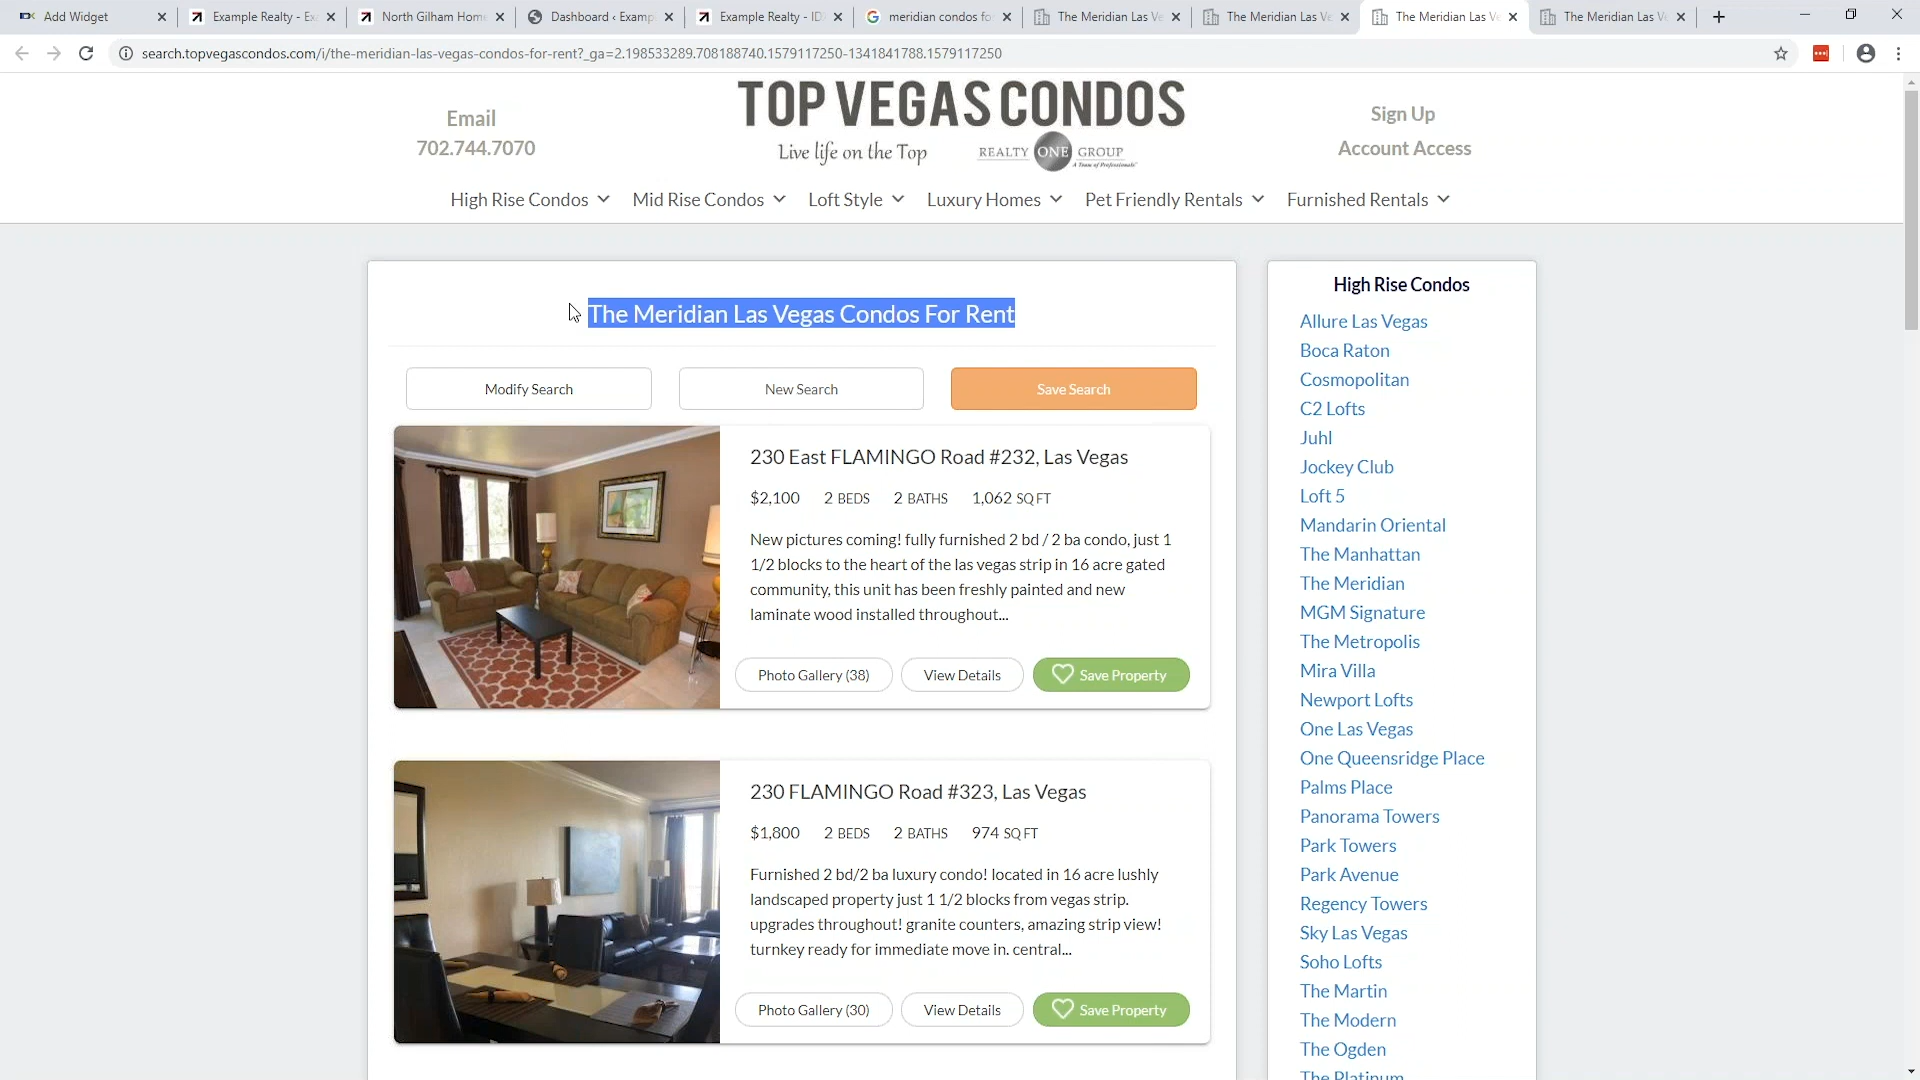 Add Widget
Example Realty - Ex
North Gilham Home
Dashboard ‹ Examp
Example Realty - ID
meridian condos fo
The Meridian Las Ve
The Meridian Las Ve
The Meridian Las Ve
The Meridian Las Ve
search.topvegascondos.com/i/the-meridian-las-vegas-condos-for-rent?_ga=2.198533289.708188740.1579117250-1341841788.1579117250
Email
702.744.7070
TOP VEGAS CONDOS
Live life on the Top
REALTY ONE GROUP
A Team of Professionals
Sign Up
Account Access
High Rise Condos
Mid Rise Condos
Loft Style
Luxury Homes
Pet Friendly Rentals
Furnished Rentals
The Meridian Las Vegas Condos For Rent
Modify Search
New Search
Save Search
230 East FLAMINGO Road #232, Las Vegas
$2,100 2 BEDS 2 BATHS 1,062 SQ FT
New pictures coming! fully furnished 2 bd / 2 ba condo, just 1
1/2 blocks to the heart of the las vegas strip in 16 acre gated
community, this unit has been freshly painted and new
laminate wood installed throughout...
Photo Gallery (38)
View Details
Save Property
230 FLAMINGO Road #323, Las Vegas
$1,800 2 BEDS 2 BATHS 974 SQ FT
Furnished 2 bd/2 ba luxury condo! located in 16 acre lushly
landscaped property just 1 1/2 blocks from vegas strip.
upgrades throughout! granite counters, amazing strip view!
turnkey ready for immediate move in. central...
Photo Gallery (30)
View Details
Save Property
High Rise Condos
Allure Las Vegas
Boca Raton
Cosmopolitan
C2 Lofts
Juhl
Jockey Club
Loft 5
Mandarin Oriental
The Manhattan
The Meridian
MGM Signature
The Metropolis
Mira Villa
Newport Lofts
One Las Vegas
One Queensridge Place
Palms Place
Panorama Towers
Park Towers
Park Avenue
Regency Towers
Sky Las Vegas
Soho Lofts
The Martin
The Modern
The Ogden
The Platinum